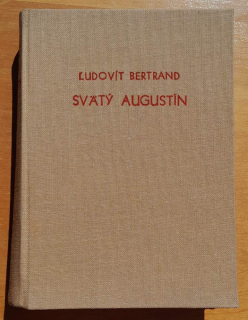 ĽUDOVÍT BERTRAND
SVÄTÝ AUGUSTÍN